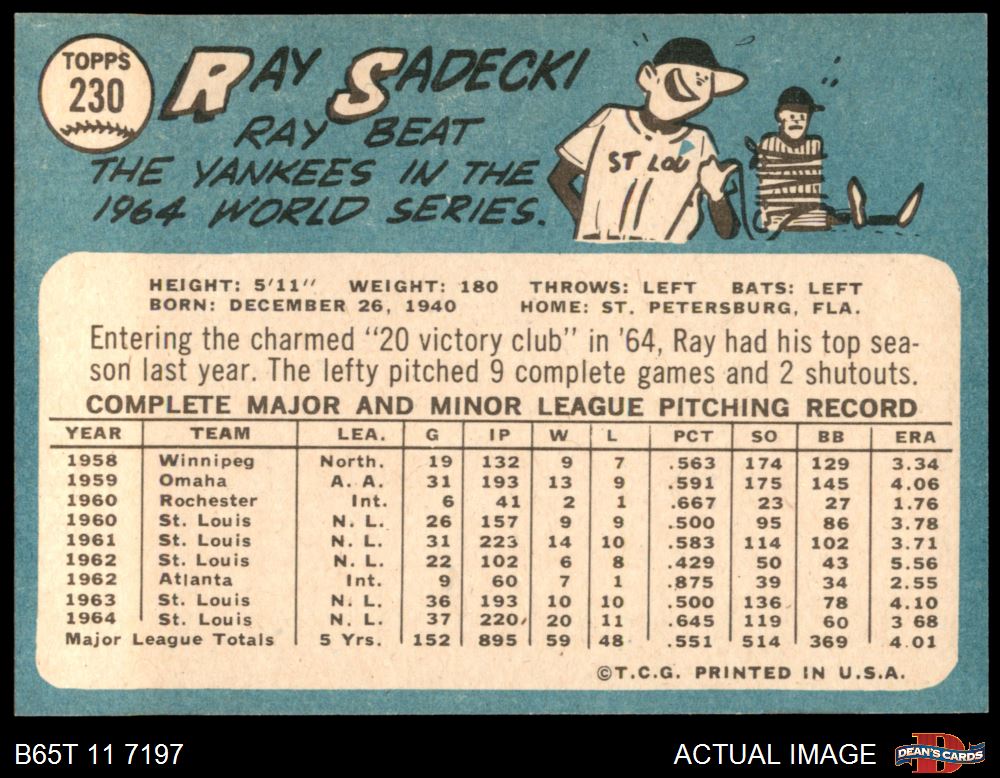 TOPPS
230
RAY SADECKI
RAY BEAT
THE YANKEES IN THE
1964 WORLD SERIES.
ST LOU
HEIGHT: 5'11" WEIGHT: 180 THROWS: LEFT BATS: LEFT
BORN: DECEMBER 26, 1940 HOME: ST. PETERSBURG, FLA.
Entering the charmed "20 victory club" in '64, Ray had his top sea-
son last year. The lefty pitched 9 complete games and 2 shutouts.
COMPLETE MAJOR AND MINOR LEAGUE PITCHING RECORD
YEAR TEAM LEA. G IP W L PCT SO BB ERA
1958 Winnipeg North. 19 132 9 7 .563 174 129 3.34
1959 Omaha A. A. 31 193 13 9 .591 175 145 4.06
1960 Rochester Int. 6 41 2 1 .667 23 27 1.76
1960 St. Louis N. L. 26 157 9 9 .500 95 86 3.78
1961 St. Louis N. L. 31 223 14 10 .583 114 102 3.71
1962 St. Louis N. L. 22 102 6 8 .429 50 43 5.56
1962 Atlanta Int. 9 60 7 1 .875 39 34 2.55
1963 St. Louis N. L. 36 193 10 10 .500 136 78 4.10
1964 St. Louis N. L. 37 220 20 11 .645 119 60 3 68
Major League Totals 5 Yrs. 152 895 59 48 .551 514 369 4.01
©T.C.G. PRINTED IN U.S.A.
B65T 11 7197 ACTUAL IMAGE DEAN'S CARDS